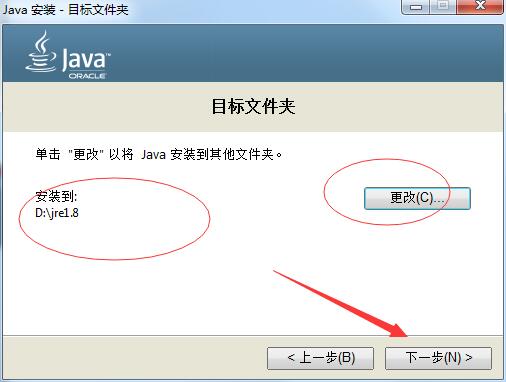 Java 安装 - 目标文件夹
Java™
ORACLE
目标文件夹
单击 "更改" 以将 Java 安装到其他文件夹。
安装到:
D:\jre1.8
更改(C)...
< 上一步(B)
下一步(N) >